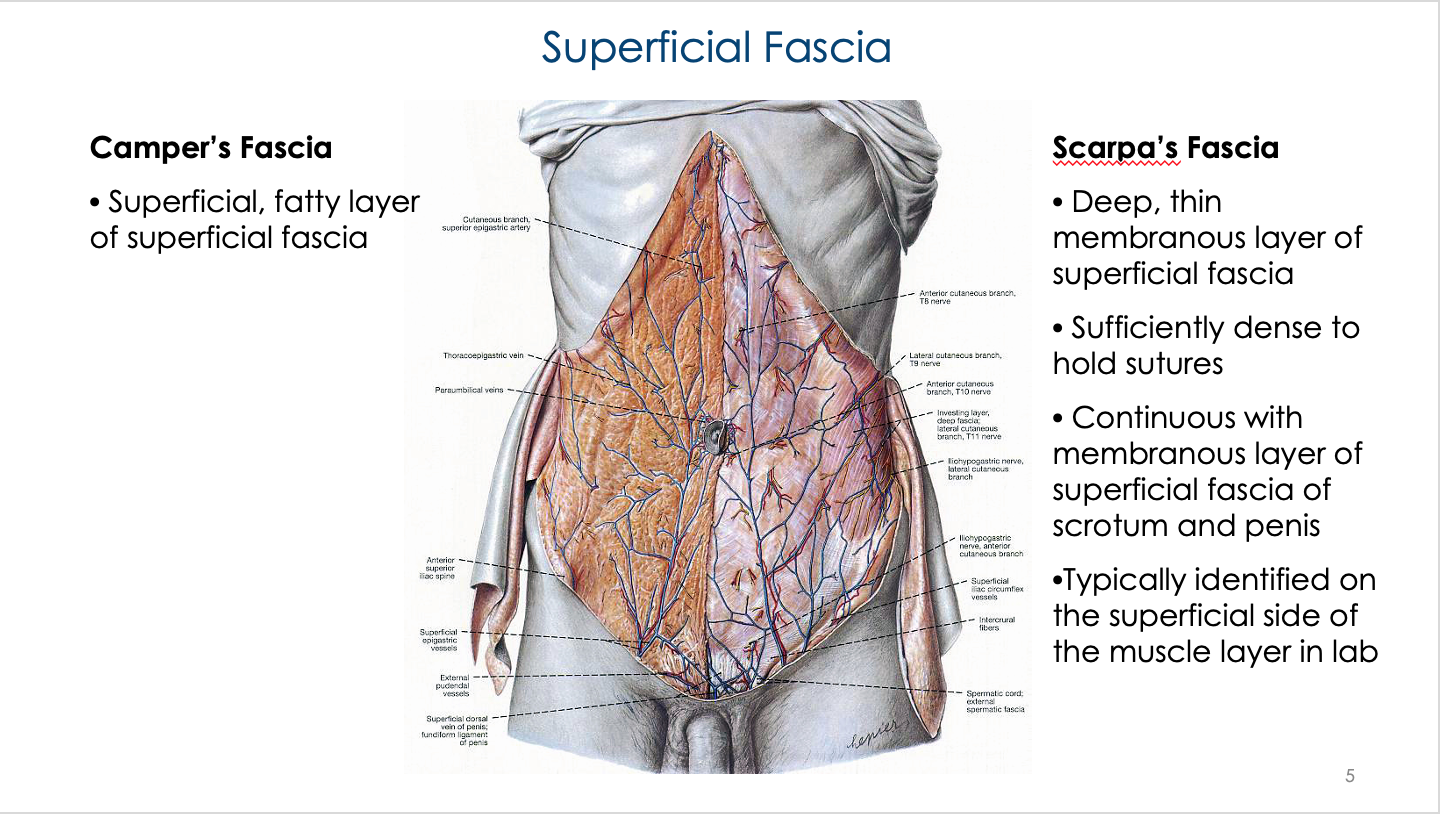 Superficial Fascia
Camper's Fascia
• Superficial, fatty layer
of superficial fascia
Cutaneous branch,
superior epigastric artery
Thoracoepigastric vein
Paraumbilical veins
Anterior
superior
iliac spine
Superficial
epigastric
vessels
External
pudendal
vessels
Superficial dorsal
vein of penis;
fundiform ligament
of penis
Anterior cutaneous branch,
T8 nerve
Lateral cutaneous branch,
T9 nerve
Anterior cutaneous
branch, T10 nerve
Investing layer,
deep fascia;
lateral cutaneous
branch, T11 nerve
Iliohypogastric nerve,
lateral cutaneous
branch
Iliohypogastric
nerve, anterior
cutaneous branch
Superficial
iliac circumflex
vessels
Intercrural
fibers
Spermatic cord;
external
spermatic fascia
Scarpa's Fascia
• Deep, thin
membranous layer of
superficial fascia
• Sufficiently dense to
hold sutures
• Continuous with
membranous layer of
superficial fascia of
scrotum and penis
•Typically identified on
the superficial side of
the muscle layer in lab
5